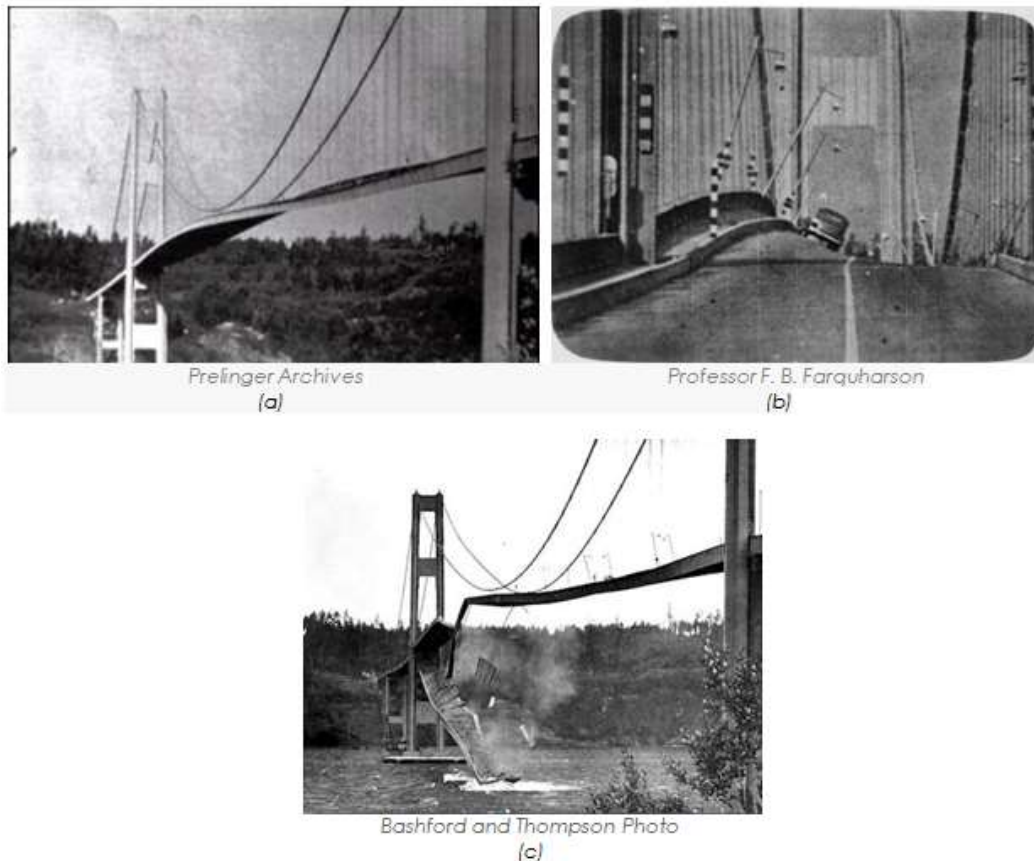 Prelinger Archives
(a)
Professor F. B. Farquharson
(b)
Bashford and Thompson Photo
(c)